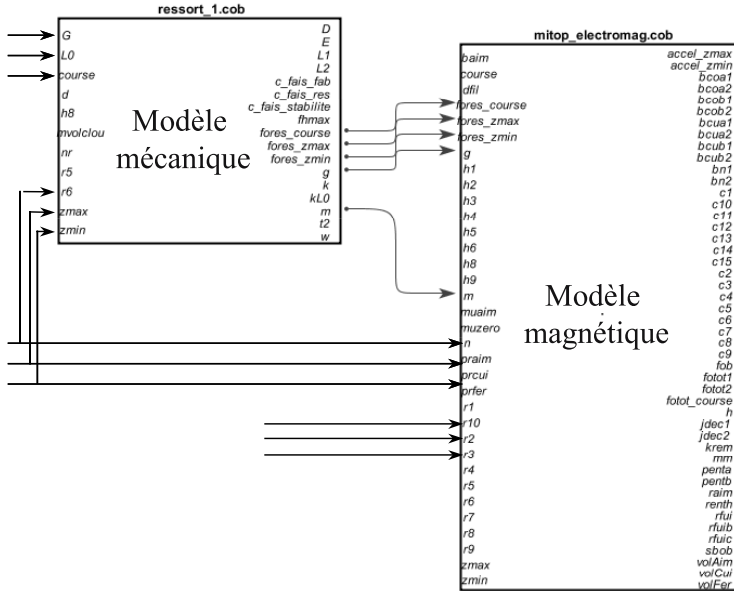 ressort_1.cob
G
L0
course
d
h8
mvolclou
nr
r5
r6
zmax
zmin
Modèle
mécanique
D
E
L1
L2
c_fais_fab
c_fais_res
c_fais_stabilite
fhmax
fores_course
fores_zmax
fores_zmin
g
k
kL0
m
t2
w
mitop_electromag.cob
baim
course
dfil
fores_course
fores_zmax
fores_zmin
g
h1
h2
h3
h4
h5
h6
h8
h9
m
muaim
muzero
n
praim
prcui
prfer
r1
r10
r2
r3
r4
r5
r6
r7
r8
r9
zmax
zmin
Modèle
magnétique
accel_zmax
accel_zmin
bcoa1
bcoa2
bcob1
bcob2
bcua1
bcua2
bcub1
bcub2
bn1
bn2
c1
c10
c11
c12
c13
c14
c15
c2
c3
c4
c5
c6
c7
c8
c9
fob
fotot1
fotot2
fotot_course
h
jdec1
jdec2
krem
mm
penta
pentb
raim
renth
rfui
rfuib
rfuic
sbob
volAim
volCui
volFer